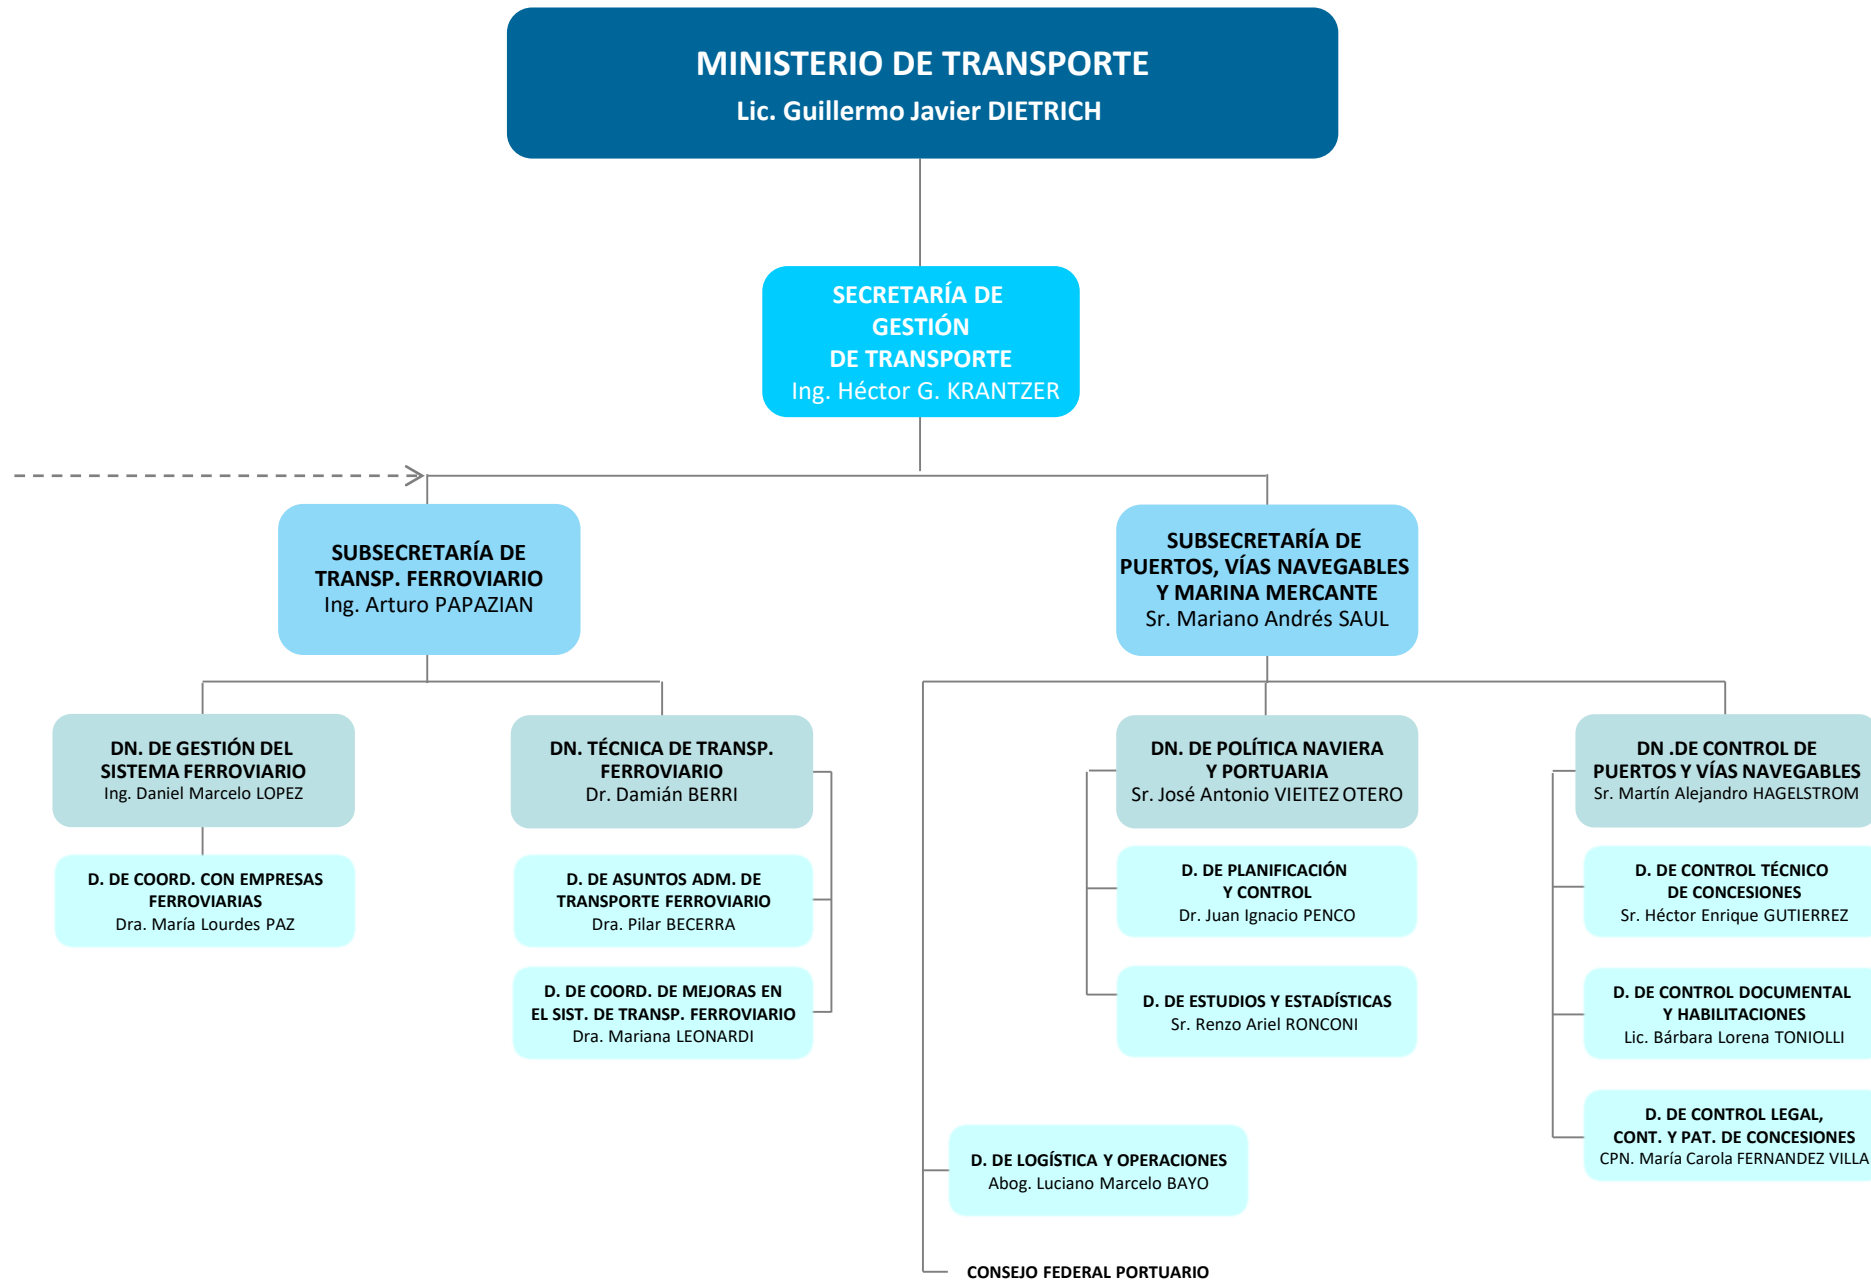 MINISTERIO DE TRANSPORTE
Lic. Guillermo Javier DIETRICH
SECRETARÍA DE
GESTIÓN
DE TRANSPORTE
Ing. Héctor G. KRANTZER
SUBSECRETARÍA DE
TRANSP. FERROVIARIO
Ing. Arturo PAPAZIAN
SUBSECRETARÍA DE
PUERTOS, VÍAS NAVEGABLES
Y MARINA MERCANTE
Sr. Mariano Andrés SAUL
DN. DE GESTIÓN DEL
SISTEMA FERROVIARIO
Ing. Daniel Marcelo LOPEZ
DN. TÉCNICA DE TRANSP.
FERROVIARIO
Dr. Damián BERRI
DN. DE POLÍTICA NAVIERA
Y PORTUARIA
Sr. José Antonio VIEITEZ OTERO
DN .DE CONTROL DE
PUERTOS Y VÍAS NAVEGABLES
Sr. Martín Alejandro HAGELSTROM
D. DE COORD. CON EMPRESAS
FERROVIARIAS
Dra. María Lourdes PAZ
D. DE ASUNTOS ADM. DE
TRANSPORTE FERROVIARIO
Dra. Pilar BECERRA
D. DE PLANIFICACIÓN
Y CONTROL
Dr. Juan Ignacio PENCO
D. DE CONTROL TÉCNICO
DE CONCESIONES
Sr. Héctor Enrique GUTIERREZ
D. DE COORD. DE MEJORAS EN
EL SIST. DE TRANSP. FERROVIARIO
Dra. Mariana LEONARDI
D. DE ESTUDIOS Y ESTADÍSTICAS
Sr. Renzo Ariel RONCONI
D. DE CONTROL DOCUMENTAL
Y HABILITACIONES
Lic. Bárbara Lorena TONIOLLI
D. DE LOGÍSTICA Y OPERACIONES
Abog. Luciano Marcelo BAYO
D. DE CONTROL LEGAL,
CONT. Y PAT. DE CONCESIONES
CPN. María Carola FERNANDEZ VILLA
CONSEJO FEDERAL PORTUARIO